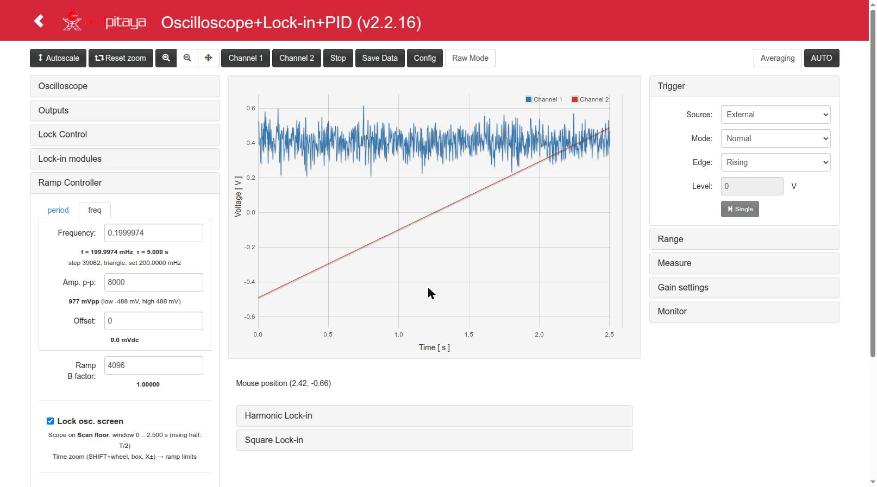 red pitaya
Oscilloscope+Lock-in+PID (v2.2.16)
Autoscale
Reset zoom
Channel 1
Channel 2
Stop
Save Data
Config
Raw Mode
Averaging
AUTO
Oscilloscope
Outputs
Lock Control
Lock-in modules
Ramp Controller
period
freq
Frequency: 0.1999974
f = 199.9974 mHz, τ = 5.000 s
step 39062, triangle, set 200.0000 mHz
Amp. p-p: 8000
977 mVpp (low -488 mV, high 488 mV)
Offset: 0
0.0 mVdc
Ramp 4096
B factor:
1.00000
Lock osc. screen
Scope on Scan floor, window 0 .. 2.500 s (rising half:
T/2)
Time zoom (SHIFT+wheel, box, X±) → ramp limits
Channel 1
Channel 2
Voltage [ V ]
0.6
0.4
0.2
0.0
-0.2
-0.4
-0.6
0.0
0.5
1.0
1.5
2.0
2.5
Time [ s ]
Mouse position (2.42, -0.66)
Harmonic Lock-in
Square Lock-in
Trigger
Source: External
Mode: Normal
Edge: Rising
Level: 0 V
Single
Range
Measure
Gain settings
Monitor